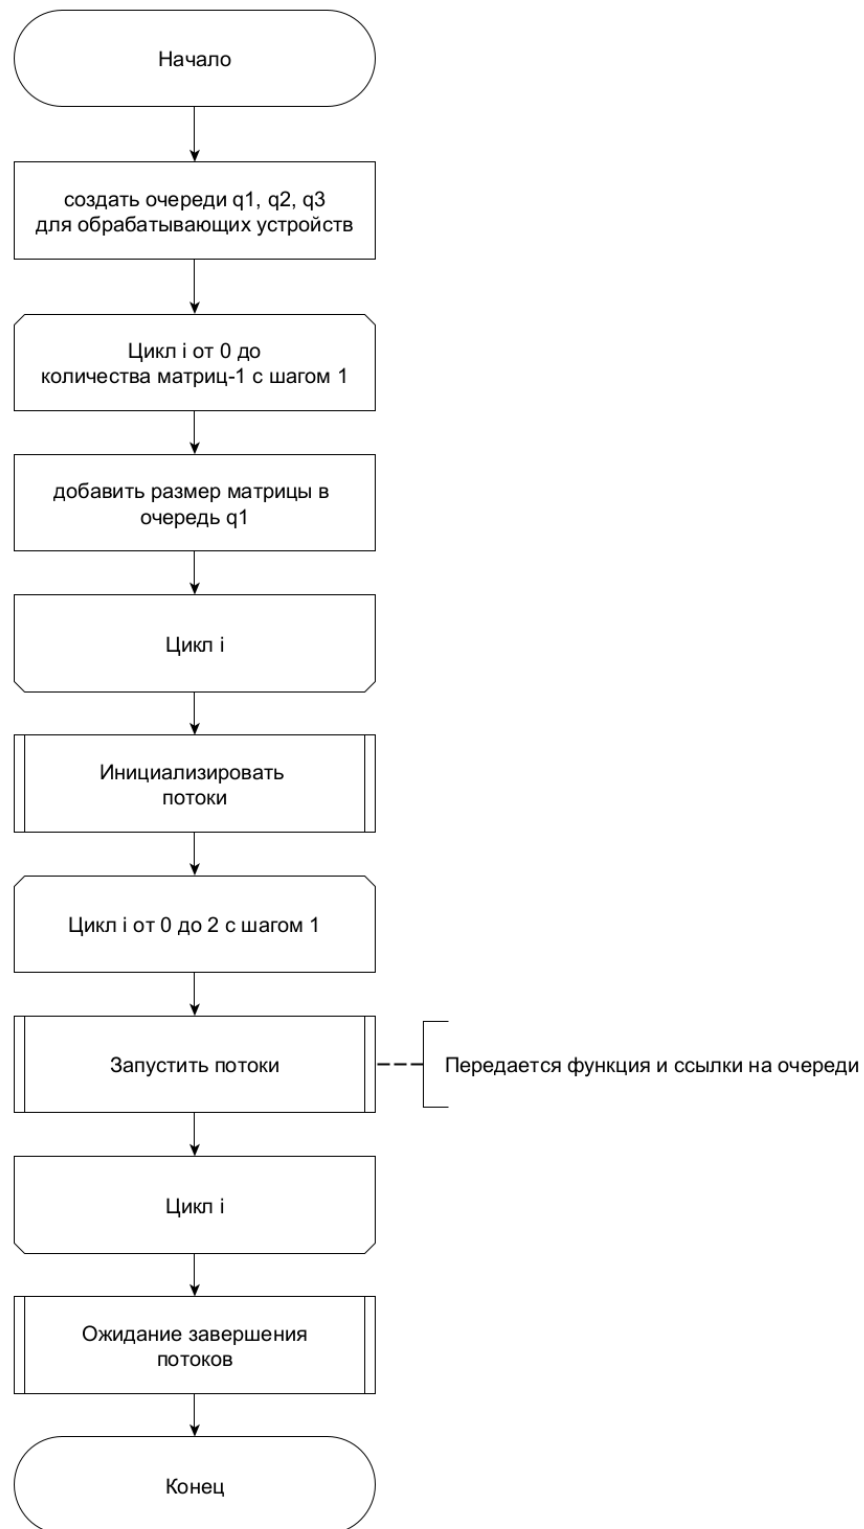 Начало
создать очереди q1, q2, q3
для обрабатывающих устройств
Цикл i от 0 до
количества матриц-1 с шагом 1
добавить размер матрицы в
очередь q1
Цикл i
Инициализировать
потоки
Цикл i от 0 до 2 с шагом 1
Запустить потоки
Передается функция и ссылки на очереди
Цикл i
Ожидание завершения
потоков
Конец